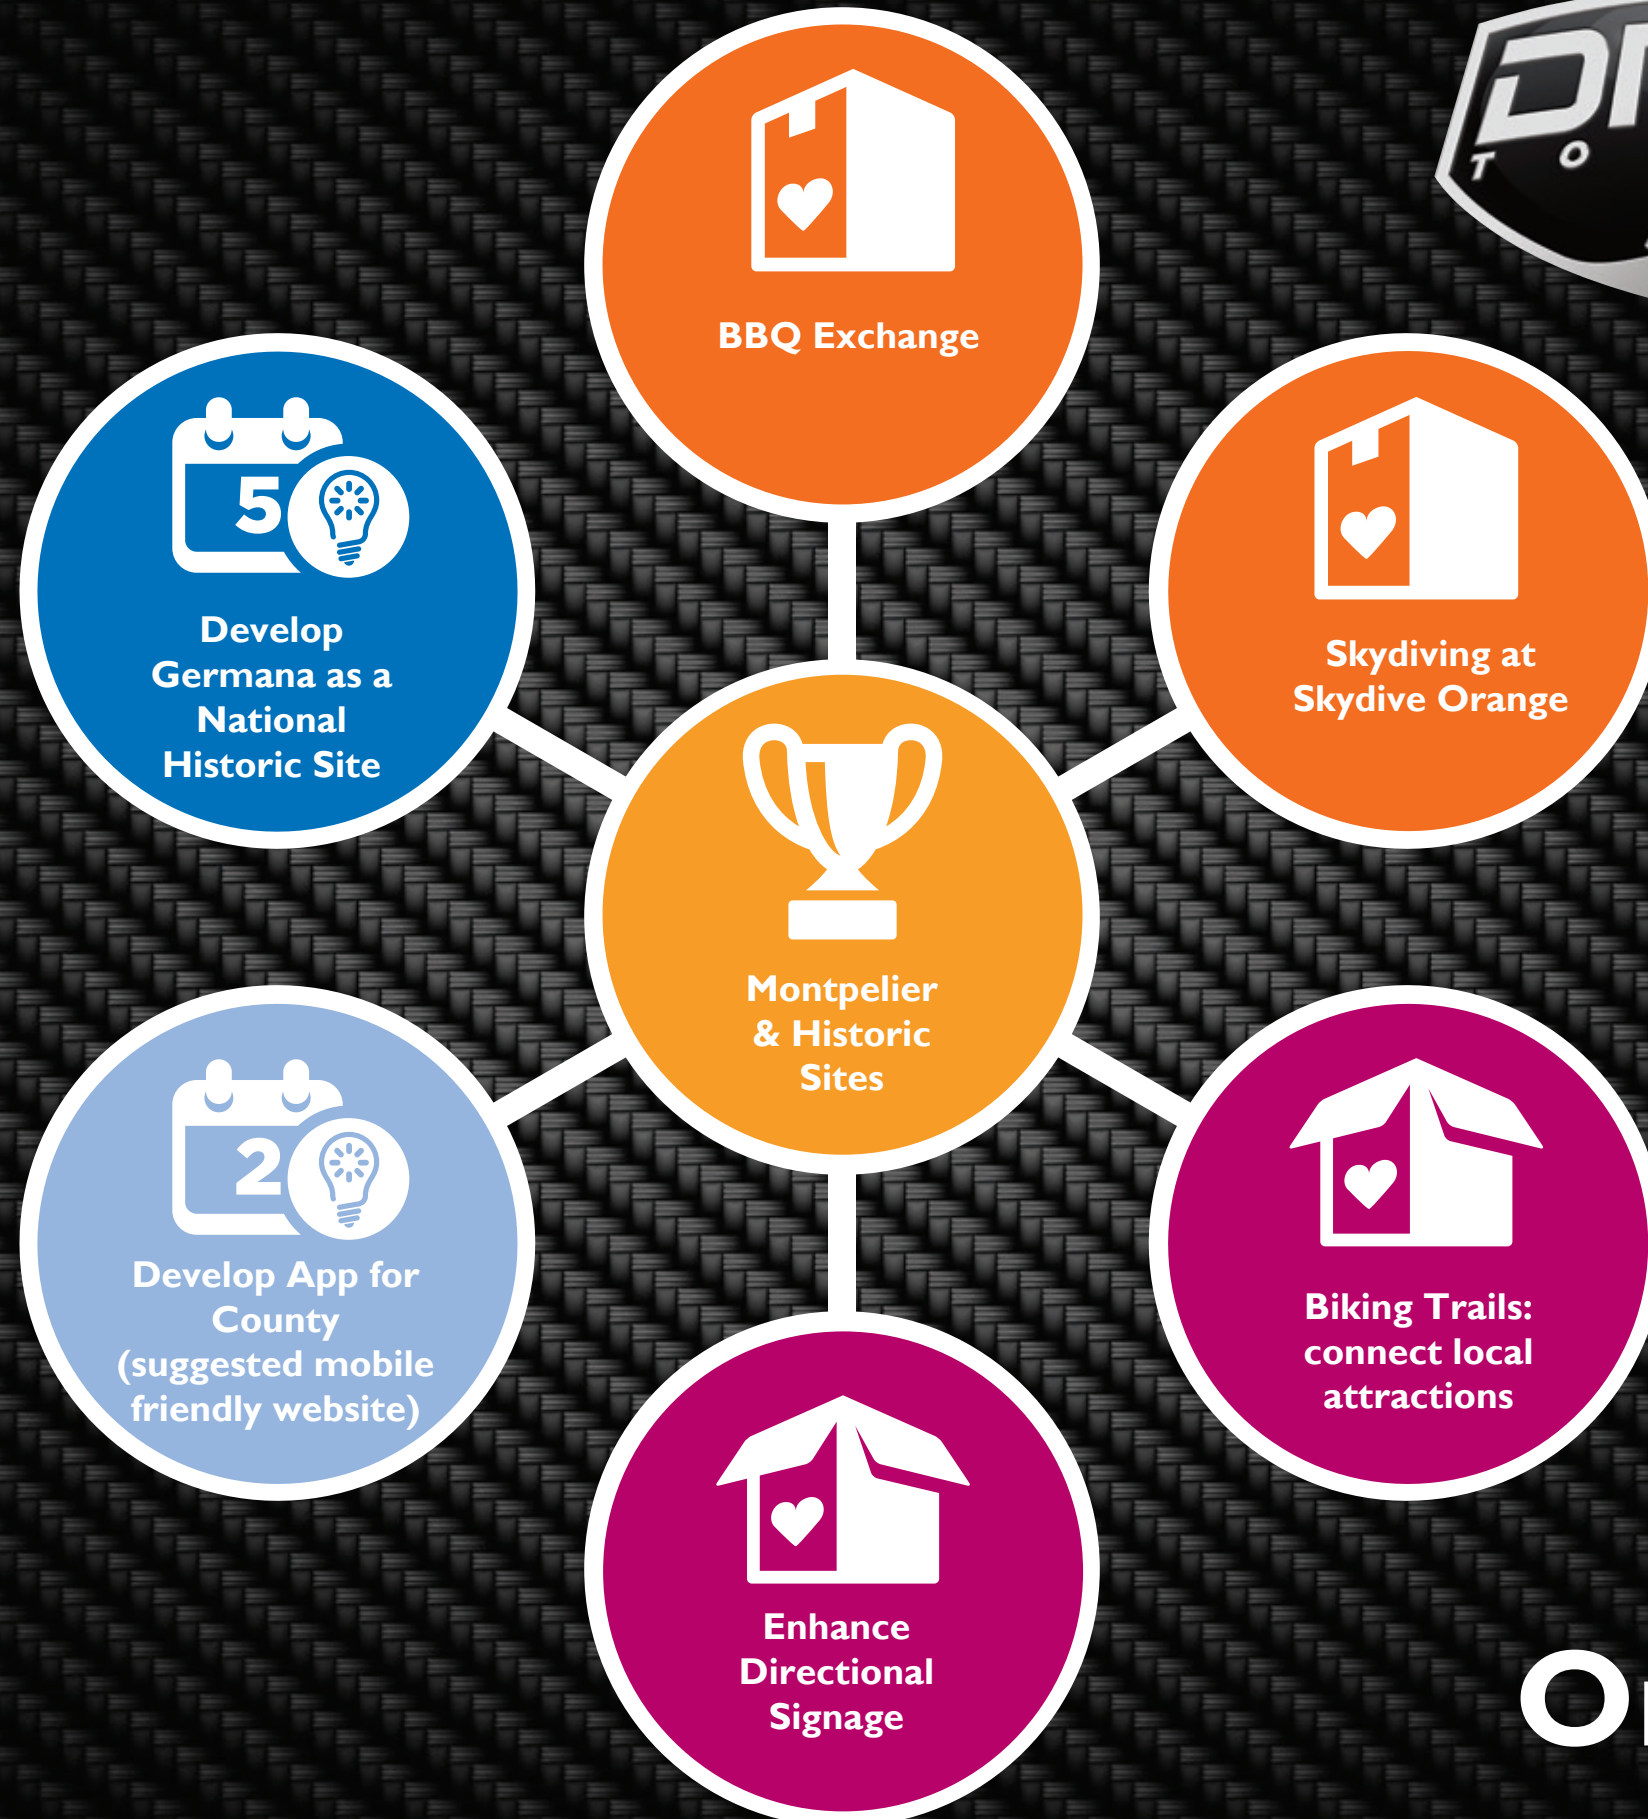 BBQ Exchange
5
Develop
Germana as a
National
Historic Site
Skydiving at
Skydive Orange
Montpelier
& Historic
Sites
2
Develop App for
County
(suggested mobile
friendly website)
Biking Trails:
connect local
attractions
Enhance
Directional
Signage